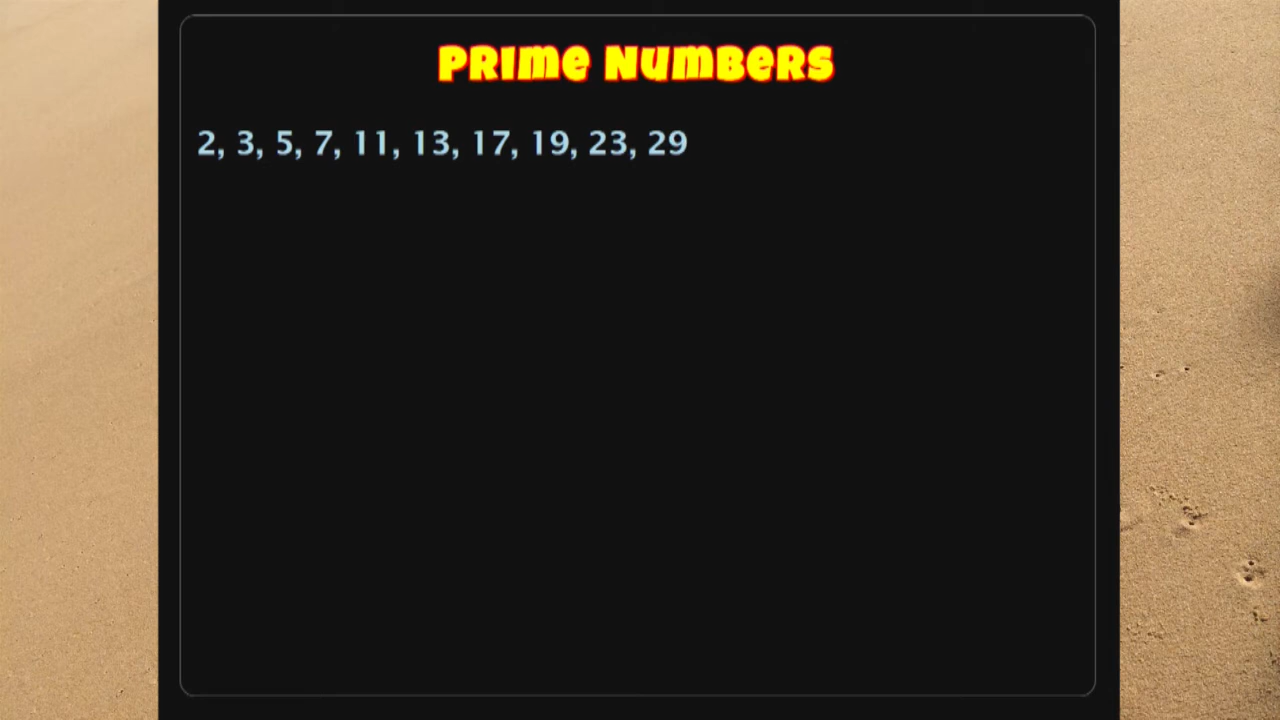 Prime Numbers
2, 3, 5, 7, 11, 13, 17, 19, 23, 29